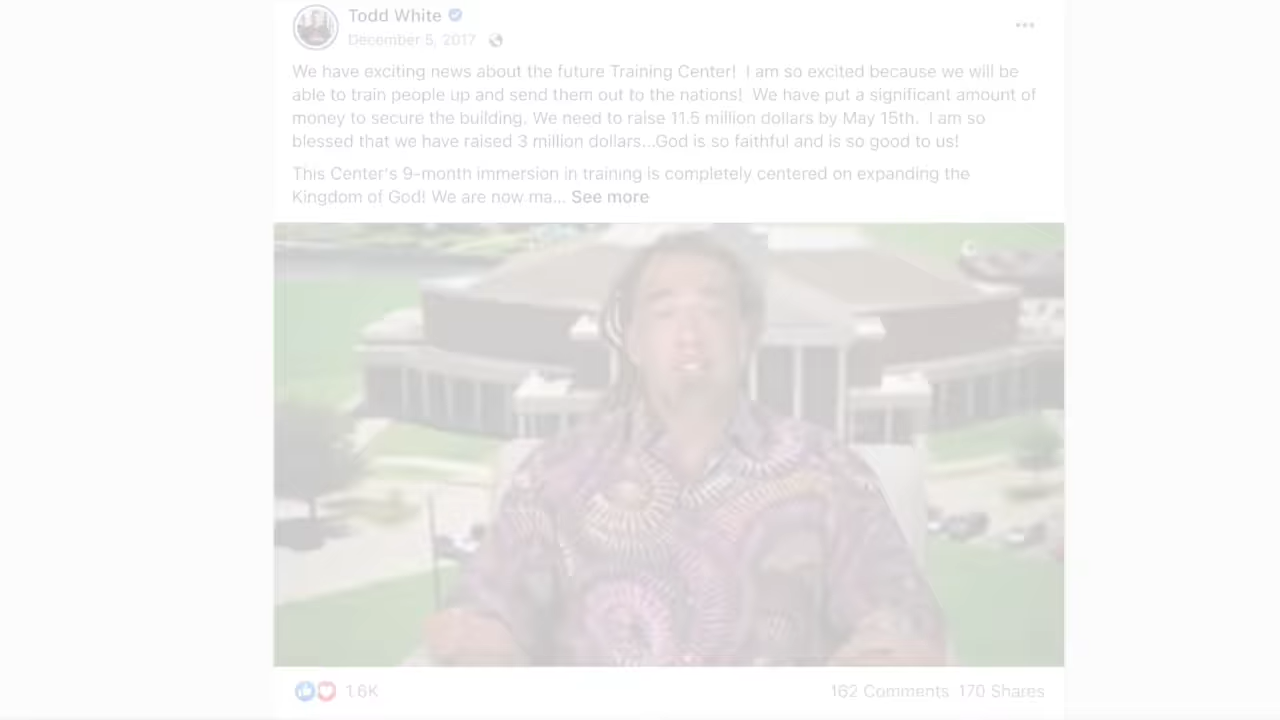 Todd White
December 5, 2017
We have exciting news about the future Training Center!  I am so excited because we will be
able to train people up and send them out to the nations!  We have put a significant amount of
money to secure the building. We need to raise 11.5 million dollars by May 15th.  I am so
blessed that we have raised 3 million dollars...God is so faithful and is so good to us!
This Center's 9-month immersion in training is completely centered on expanding the
Kingdom of God! We are now ma... See more
1.6K
162 Comments 170 Shares